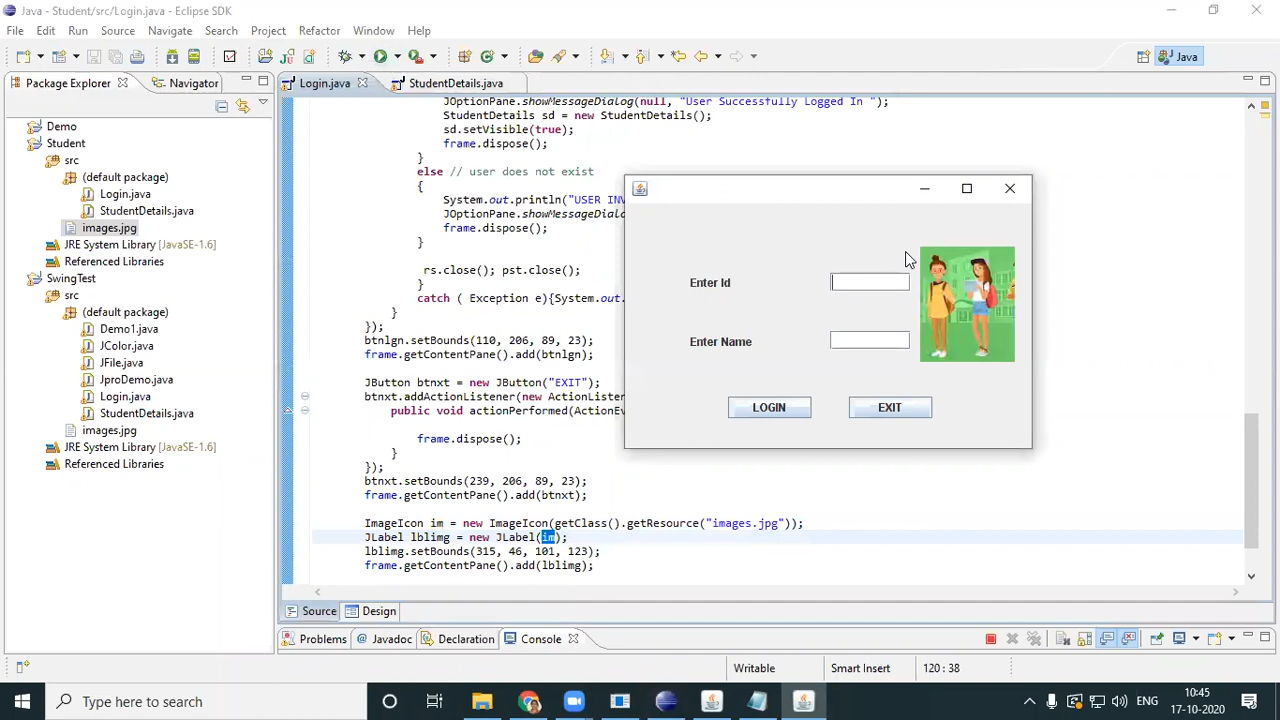 Java - Student/src/Login.java - Eclipse SDK
File Edit Run Source Navigate Search Project Refactor Window Help
Java
Package Explorer Navigator
Login.java StudentDetails.java
Demo
Student
src
(default package)
Login.java
StudentDetails.java
images.jpg
JRE System Library [JavaSE-1.6]
Referenced Libraries
SwingTest
src
(default package)
Demo1.java
JColor.java
JFile.java
JproDemo.java
Login.java
StudentDetails.java
images.jpg
JRE System Library [JavaSE-1.6]
Referenced Libraries
JOptionPane.showMessageDialog(null, "User Successfully Logged In ");
StudentDetails sd = new StudentDetails();
sd.setVisible(true);
frame.dispose();
}
else // user does not exist
{
System.out.println("USER INV
JOptionPane.showMessageDialo
frame.dispose();
}
rs.close(); pst.close();
}
catch ( Exception e){System.out.
}
});
btnlgn.setBounds(110, 206, 89, 23);
frame.getContentPane().add(btnlgn);
JButton btnxt = new JButton("EXIT");
btnxt.addActionListener(new ActionListen
public void actionPerformed(ActionEv
frame.dispose();
}
});
btnxt.setBounds(239, 206, 89, 23);
frame.getContentPane().add(btnxt);
ImageIcon im = new ImageIcon(getClass().getResource("images.jpg"));
JLabel lblimg = new JLabel(im);
lblimg.setBounds(315, 46, 101, 123);
frame.getContentPane().add(lblimg);
Enter Id
Enter Name
LOGIN EXIT
Source Design
Problems Javadoc Declaration Console
Writable Smart Insert 120 : 38
Type here to search
ENG
10:45
17-10-2020